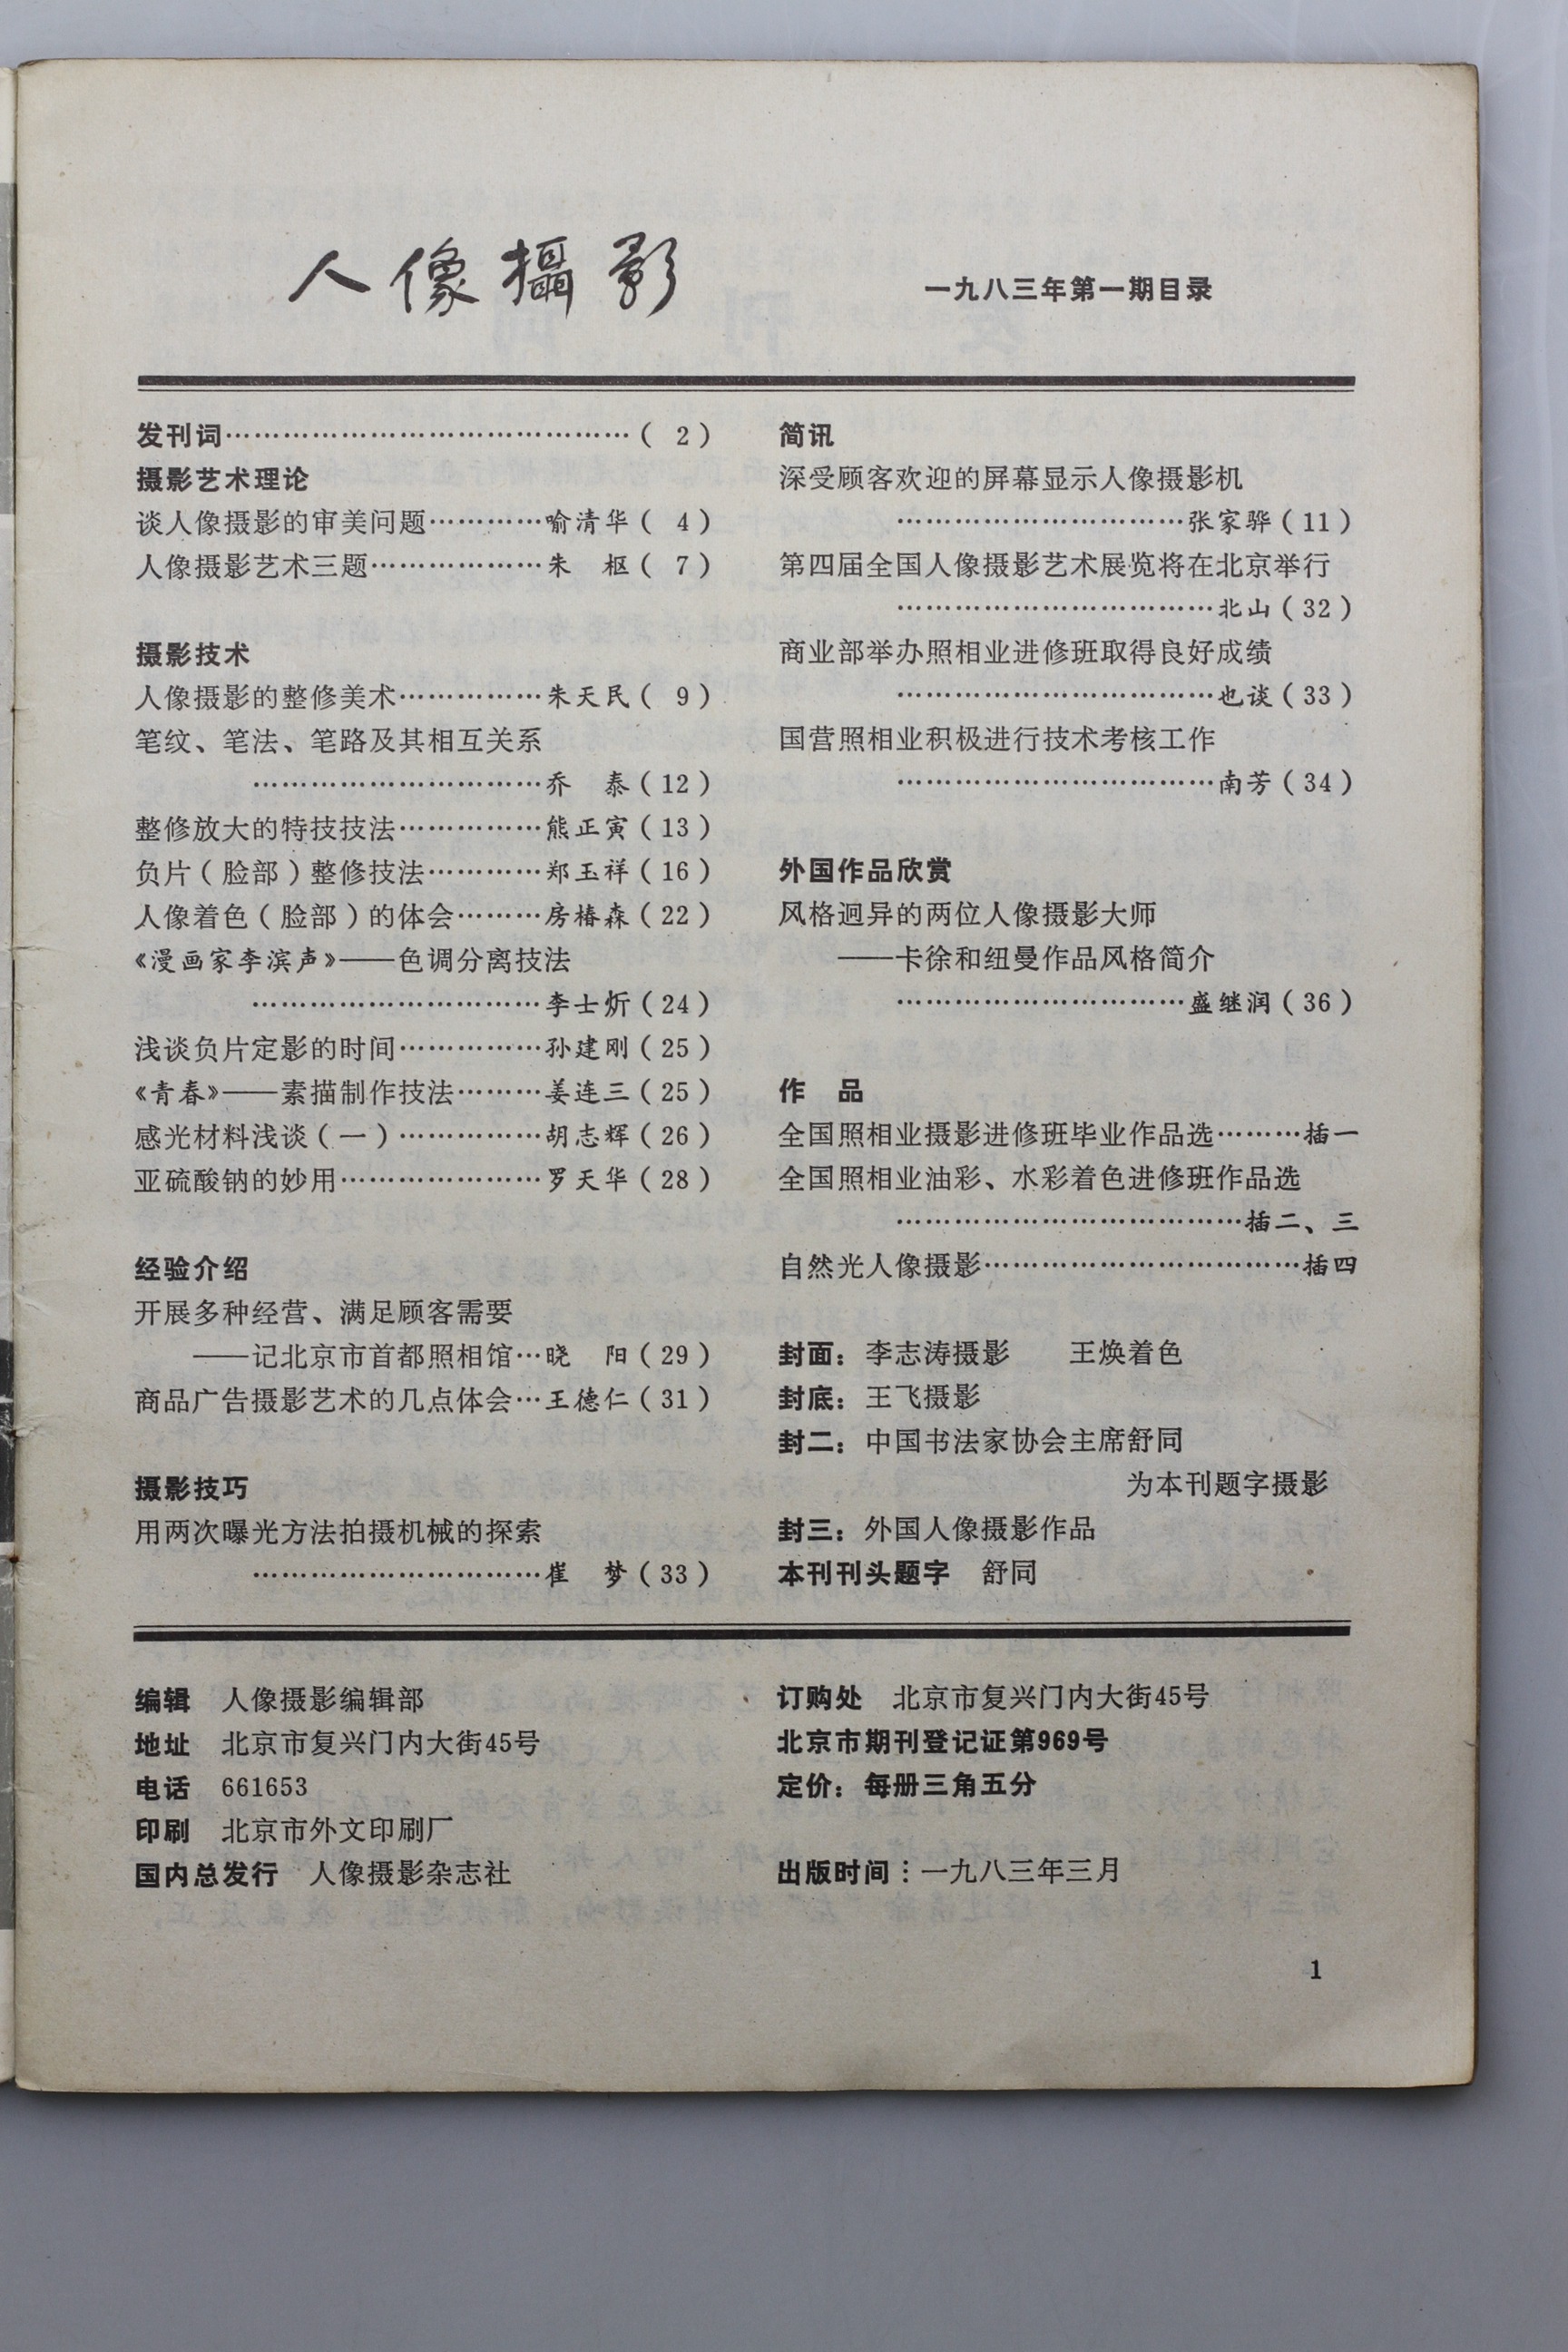 人像攝影
一九八三年第一期目录
发刊词……………………………………( 2 )
摄影艺术理论
谈人像摄影的审美问题…………喻清华( 4 )
人像摄影艺术三题………………朱　枢( 7 )
摄影技术
人像摄影的整修美术……………朱天民( 9 )
笔纹、笔法、笔路及其相互关系
…………………………乔　泰(12)
整修放大的特技技法……………熊正寅(13)
负片(脸部)整修技法…………郑玉祥(16)
人像着色(脸部)的体会………房椿森(22)
《漫画家李滨声》——色调分离技法
…………………………李士炘(24)
浅谈负片定影的时间……………孙建刚(25)
《青春》——素描制作技法………姜连三(25)
感光材料浅谈(一)……………胡志辉(26)
亚硫酸钠的妙用…………………罗天华(28)
经验介绍
开展多种经营、满足顾客需要
——记北京市首都照相馆…晓　阳(29)
商品广告摄影艺术的几点体会…王德仁(31)
摄影技巧
用两次曝光方法拍摄机械的探索
…………………………崔　梦(33)
简讯
深受顾客欢迎的屏幕显示人像摄影机
…………………………张家骅(11)
第四届全国人像摄影艺术展览将在北京举行
……………………………北山(32)
商业部举办照相业进修班取得良好成绩
……………………………也谈(33)
国营照相业积极进行技术考核工作
……………………………南芳(34)
外国作品欣赏
风格迥异的两位人像摄影大师
——卡徐和纽曼作品风格简介
…………………………盛继润(36)
作　品
全国照相业摄影进修班毕业作品选………插一
全国照相业油彩、水彩着色进修班作品选
………………………………插二、三
自然光人像摄影……………………………插四
封面：李志涛摄影　　王焕着色
封底：王飞摄影
封二：中国书法家协会主席舒同
为本刊题字摄影
封三：外国人像摄影作品
本刊刊头题字　舒同
编辑　人像摄影编辑部
地址　北京市复兴门内大街45号
电话　661653
印刷　北京市外文印刷厂
国内总发行　人像摄影杂志社
订购处　北京市复兴门内大街45号
北京市期刊登记证第969号
定价：每册三角五分
出版时间：一九八三年三月
1